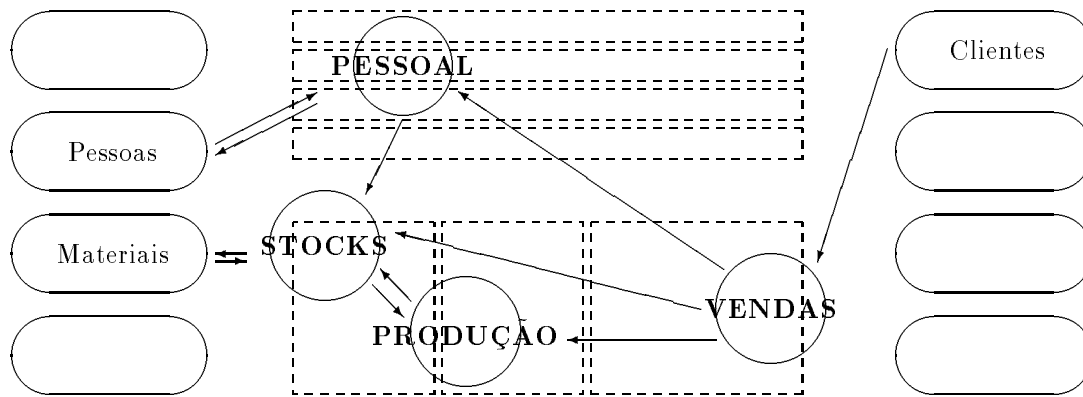 Clientes
PESSOAL
Pessoas
Materiais
STOCKS
VENDAS
PRODUÇÃO